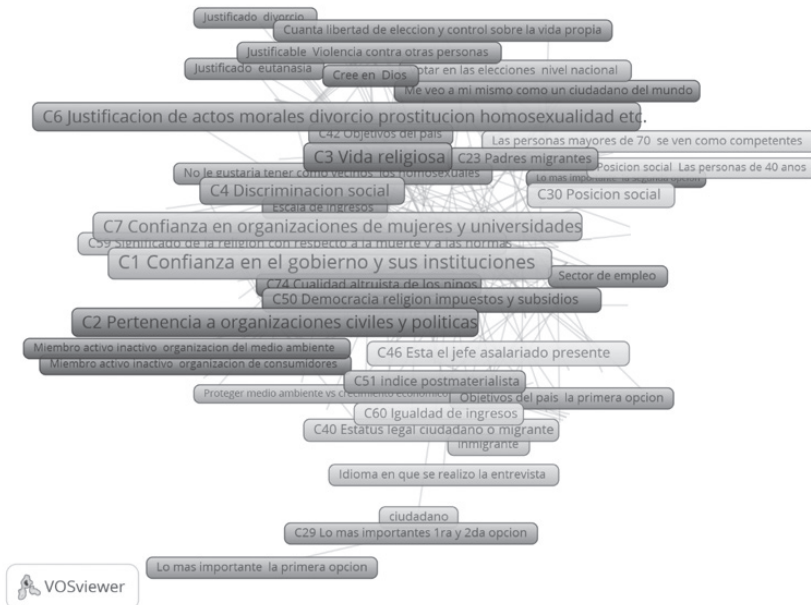 Justificado divorcio
Cuanta libertad de eleccion y control sobre la vida propia
Justificable Violencia contra otras personas
Justificado eutanasia
Cree en Dios
otar en las elecciones nivel nacional
Me veo a mi mismo como un ciudadano del mundo
C6 Justificacion de actos morales divorcio prostitucion homosexualidad etc.
C42 Objetivos del pais
Las personas mayores de 70 se ven como competentes
C3 Vida religiosa
C23 Padres migrantes
Posicion social Las personas de 40 anos
No le gustaria tener como vecinos los homosexuales
Lo mas importante la segunda opcion
C4 Discriminacion social
C30 Posicion social
Escala de ingresos
C7 Confianza en organizaciones de mujeres y universidades
C59 Significado de la religion con respecto a la muerte y a las normas
C1 Confianza en el gobierno y sus instituciones
Sector de empleo
C74 Cualidad altruista de los ninos
C50 Democracia religion impuestos y subsidios
C2 Pertenencia a organizaciones civiles y politicas
Miembro activo inactivo organizacion del medio ambiente
C46 Esta el jefe asalariado presente
Miembro activo inactivo organizacion de consumidores
C51 indice postmaterialista
Proteger medio ambiente vs crecimiento economico
Objetivos del pais la primera opcion
C60 Igualdad de ingresos
C40 Estatus legal ciudadano o migrante
inmigrante
Idioma en que se realizo la entrevista
ciudadano
C29 Lo mas importantes 1ra y 2da opcion
Lo mas importante la primera opcion
VOSviewer